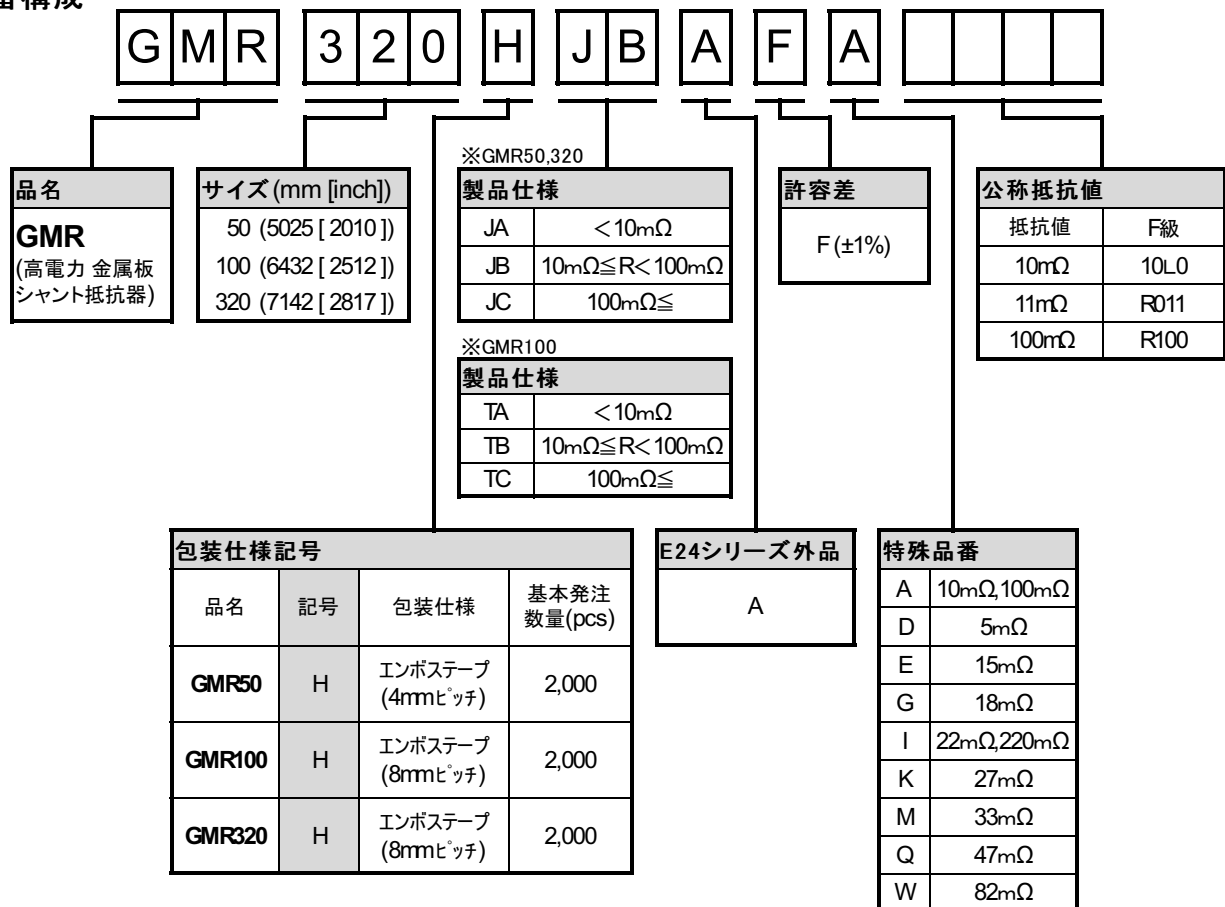 番構成
G M R 3 2 0 H J B A F A
※GMR50,320
品名
GMR
(高電力 金属板
シャント抵抗器)
サイズ(mm [inch])
50 (5025 [ 2010 ])
100 (6432 [ 2512 ])
320 (7142 [ 2817 ])
製品仕様
JA <10mΩ
JB 10mΩ≦R<100mΩ
JC 100mΩ≦
※GMR100
製品仕様
TA <10mΩ
TB 10mΩ≦R<100mΩ
TC 100mΩ≦
許容差
F (±1%)
公称抵抗値
抵抗値 F級
10mΩ 10L0
11mΩ R011
100mΩ R100
包装仕様記号
品名 記号 包装仕様 基本発注
数量(pcs)
GMR50 H エンボステープ
(4mmピッチ) 2,000
GMR100 H エンボステープ
(8mmピッチ) 2,000
GMR320 H エンボステープ
(8mmピッチ) 2,000
E24シリーズ外品
A
特殊品番
A 10mΩ,100mΩ
D 5mΩ
E 15mΩ
G 18mΩ
I 22mΩ,220mΩ
K 27mΩ
M 33mΩ
Q 47mΩ
W 82mΩ